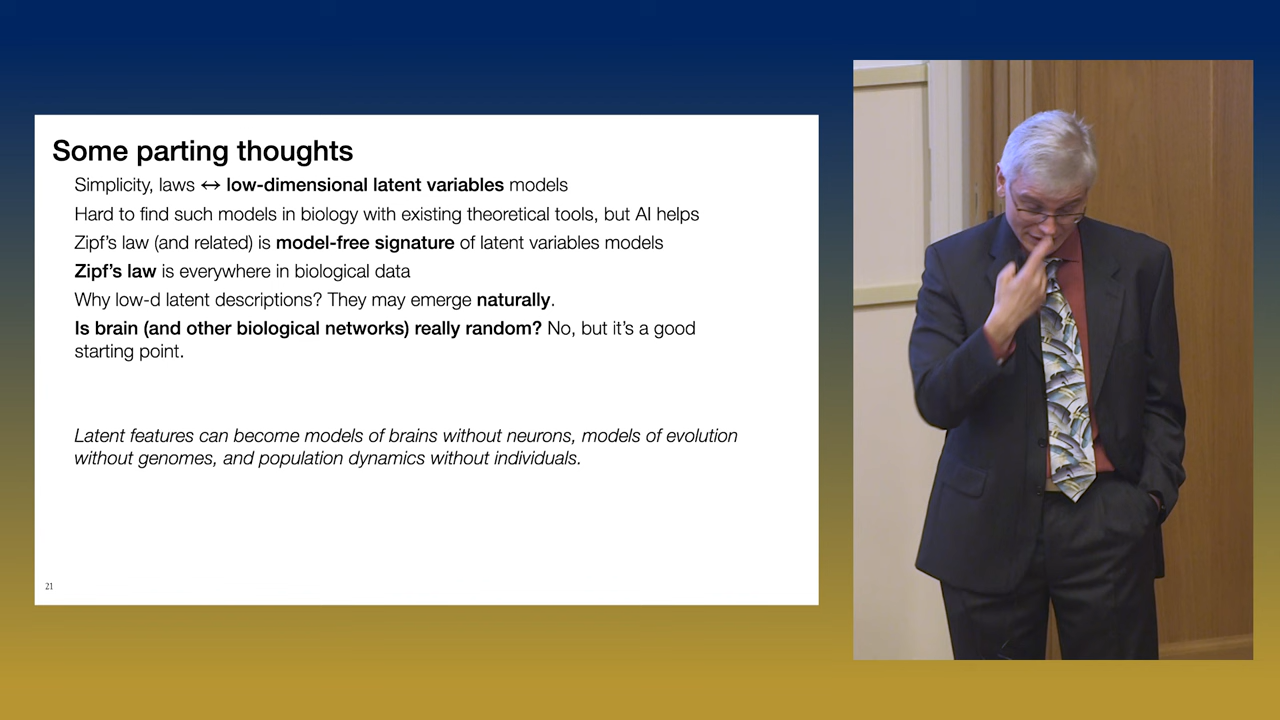 Some parting thoughts
Simplicity, laws ↔ low-dimensional latent variables models
Hard to find such models in biology with existing theoretical tools, but AI helps
Zipf's law (and related) is model-free signature of latent variables models
Zipf's law is everywhere in biological data
Why low-d latent descriptions? They may emerge naturally.
Is brain (and other biological networks) really random? No, but it's a good
starting point.
Latent features can become models of brains without neurons, models of evolution
without genomes, and population dynamics without individuals.
21